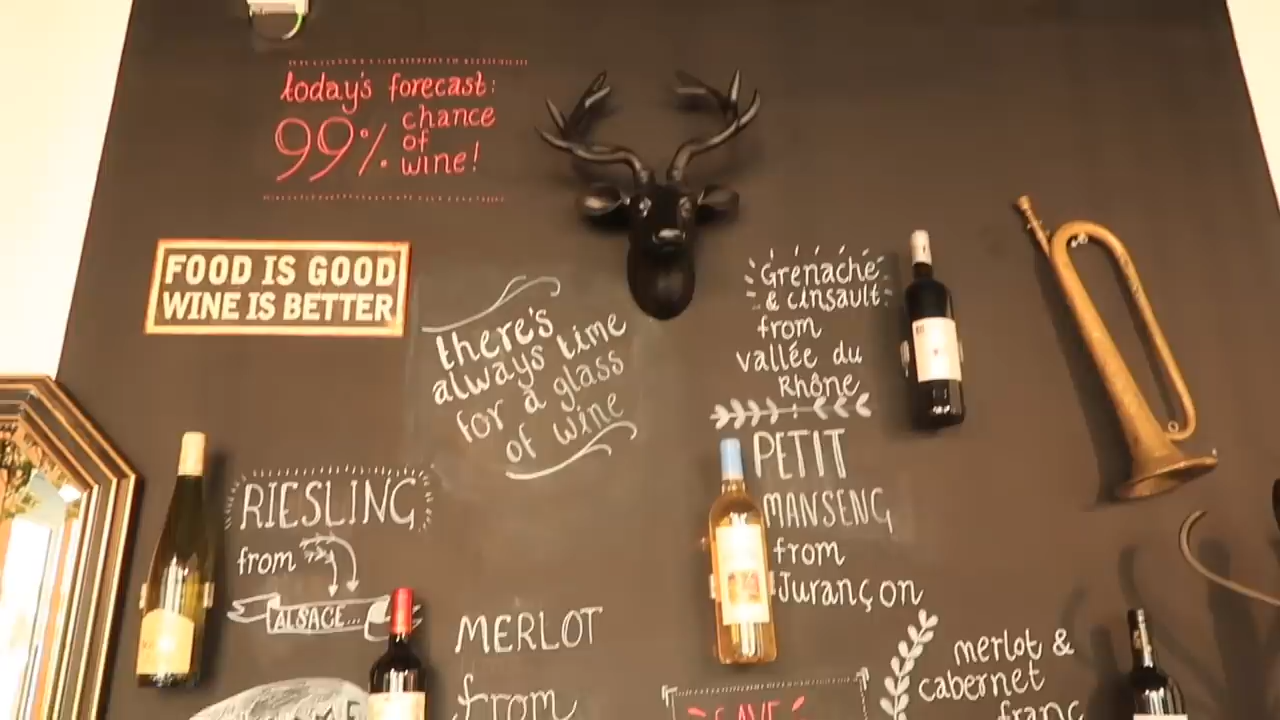 today's forecast:
99% chance
of
wine!
FOOD IS GOOD
WINE IS BETTER
there's
always time
for a glass
of wine
Grenache
& cinsault
from
vallée du
Rhône
PETIT
MANSENG
from
Jurançon
RIESLING
from
ALSACE...
MERLOT
from
merlot &
cabernet
franc